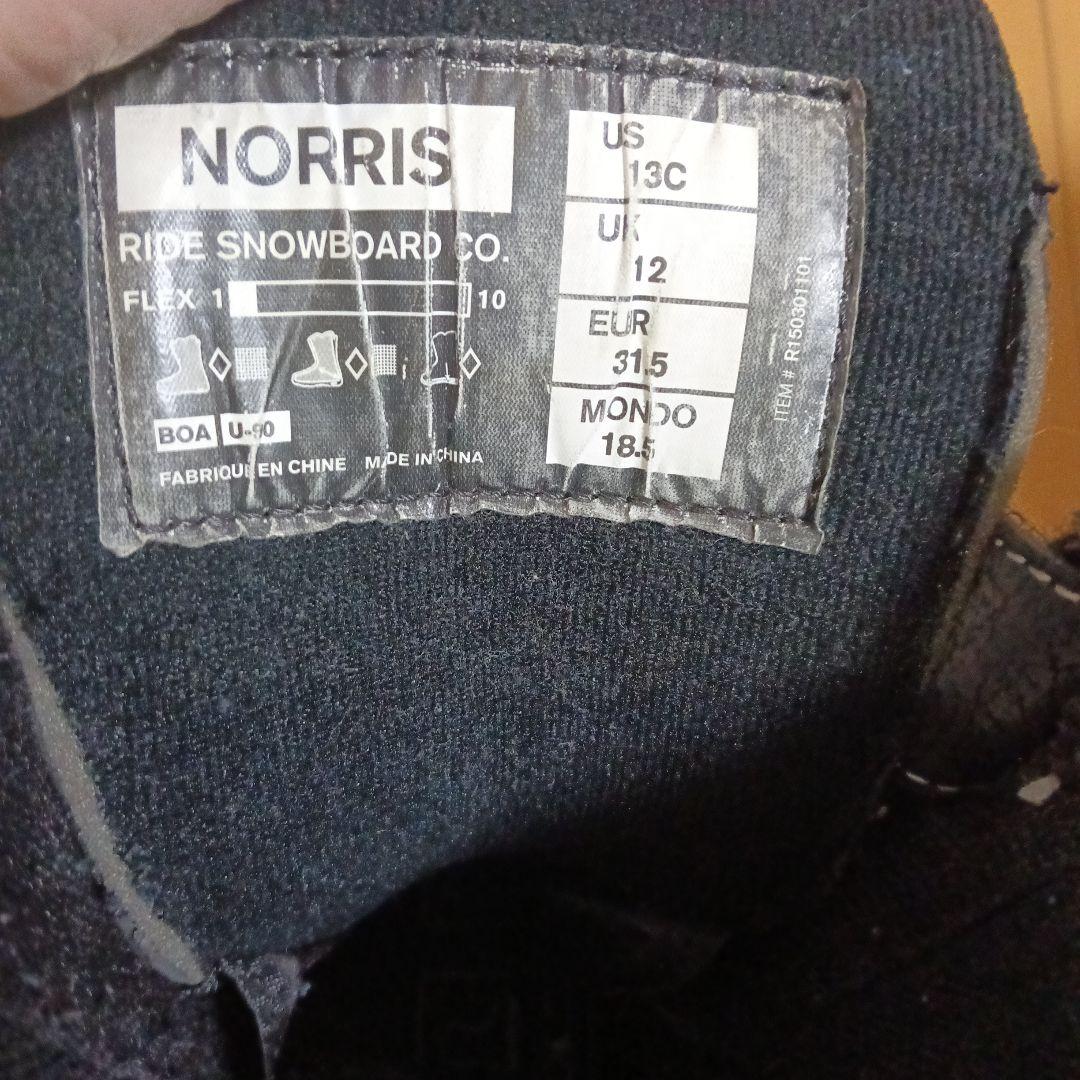 NORRIS
RIDE SNOWBOARD CO.
FLEX 1 10
BOA U-90
FABRIQUE EN CHINE MADE IN CHINA
US
13C
UK
12
EUR
31.5
MONDO
18.5
ITEM # R150301101